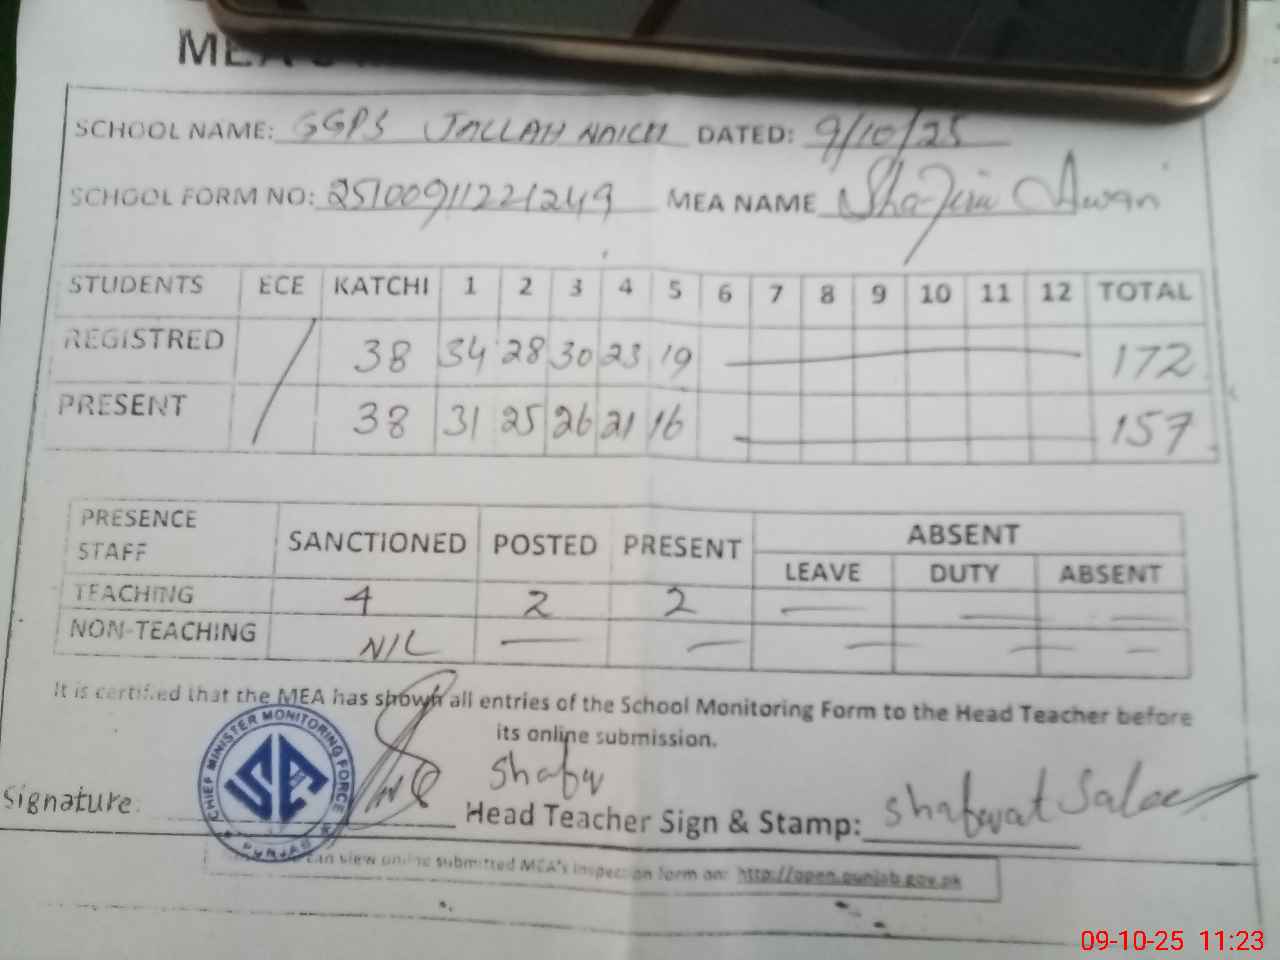 SCHOOL NAME: GGPS JALLAH NAICH DATED: 9/10/25
SCHOOL FORM NO: 25100911221249 MEA NAME Awan
STUDENTS ECE KATCHI 1 2 3 4 5 6 7 8 9 10 11 12 TOTAL
REGISTRED 38 34 28 30 23 19 172
PRESENT 38 31 25 26 21 16 157
PRESENCE STAFF SANCTIONED POSTED PRESENT ABSENT
LEAVE DUTY ABSENT
TEACHING 4 2 2 — — —
NON-TEACHING NIL — — — — —
It is certified that the MEA has shown all entries of the School Monitoring Form to the Head Teacher before
its online submission.
CHIEF MINISTER MONITORING FORCE
PUNJAB
Signature: Head Teacher Sign & Stamp: Shafqat
can view online submitted MEA's inspection form on: http://open.punjab.gov.pk
09-10-25 11:23